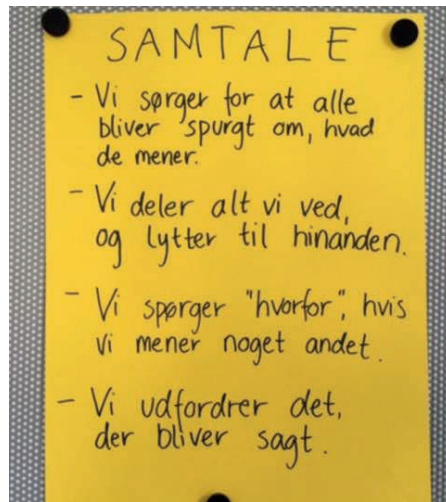 SAMTALE
- Vi sørger for at alle
bliver spurgt om, hvad
de mener.
- Vi deler alt vi ved,
og lytter til hinanden.
- Vi spørger "hvorfor", hvis
vi mener noget andet.
- Vi udfordrer det,
der bliver sagt.